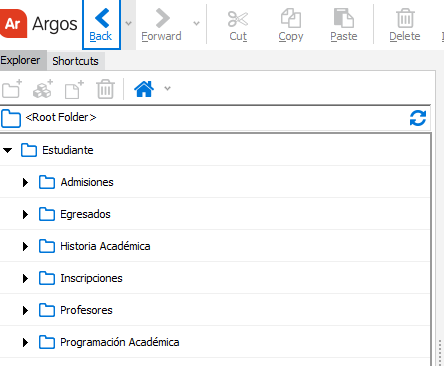 Ar Argos
Back Forward Cut Copy Paste Delete
Explorer Shortcuts
<Root Folder>
Estudiante
Admisiones
Egresados
Historia Académica
Inscripciones
Profesores
Programación Académica